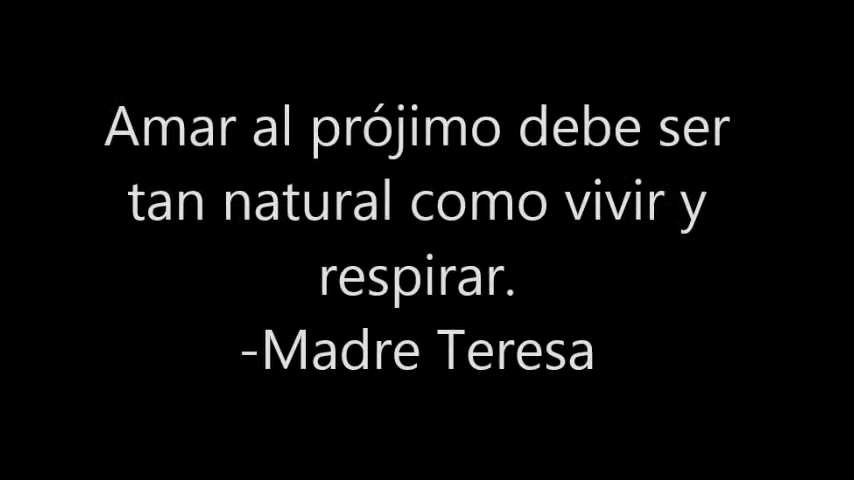 Amar al prójimo debe ser
tan natural como vivir y
respirar.
-Madre Teresa